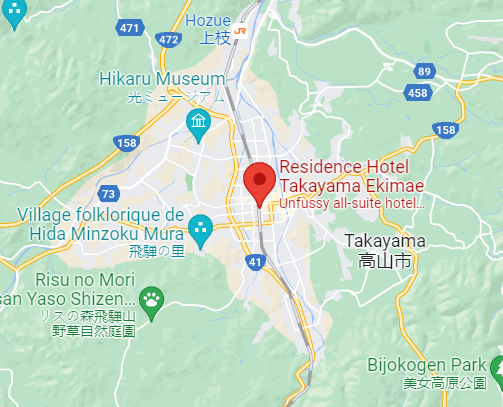 Hozue
上枝
471
472
Hikaru Museum
光ミュージアム
89
458
158
158
73
Residence Hotel
Takayama Ekimae
Unfussy all-suite hotel...
Village folklorique de
Hida Minzoku Mura
飛騨の里
Takayama
高山市
41
Risu no Mori
san Yaso Shizen...
リスの森飛騨山
野草自然庭園
Bijokogen Park
美女高原公園